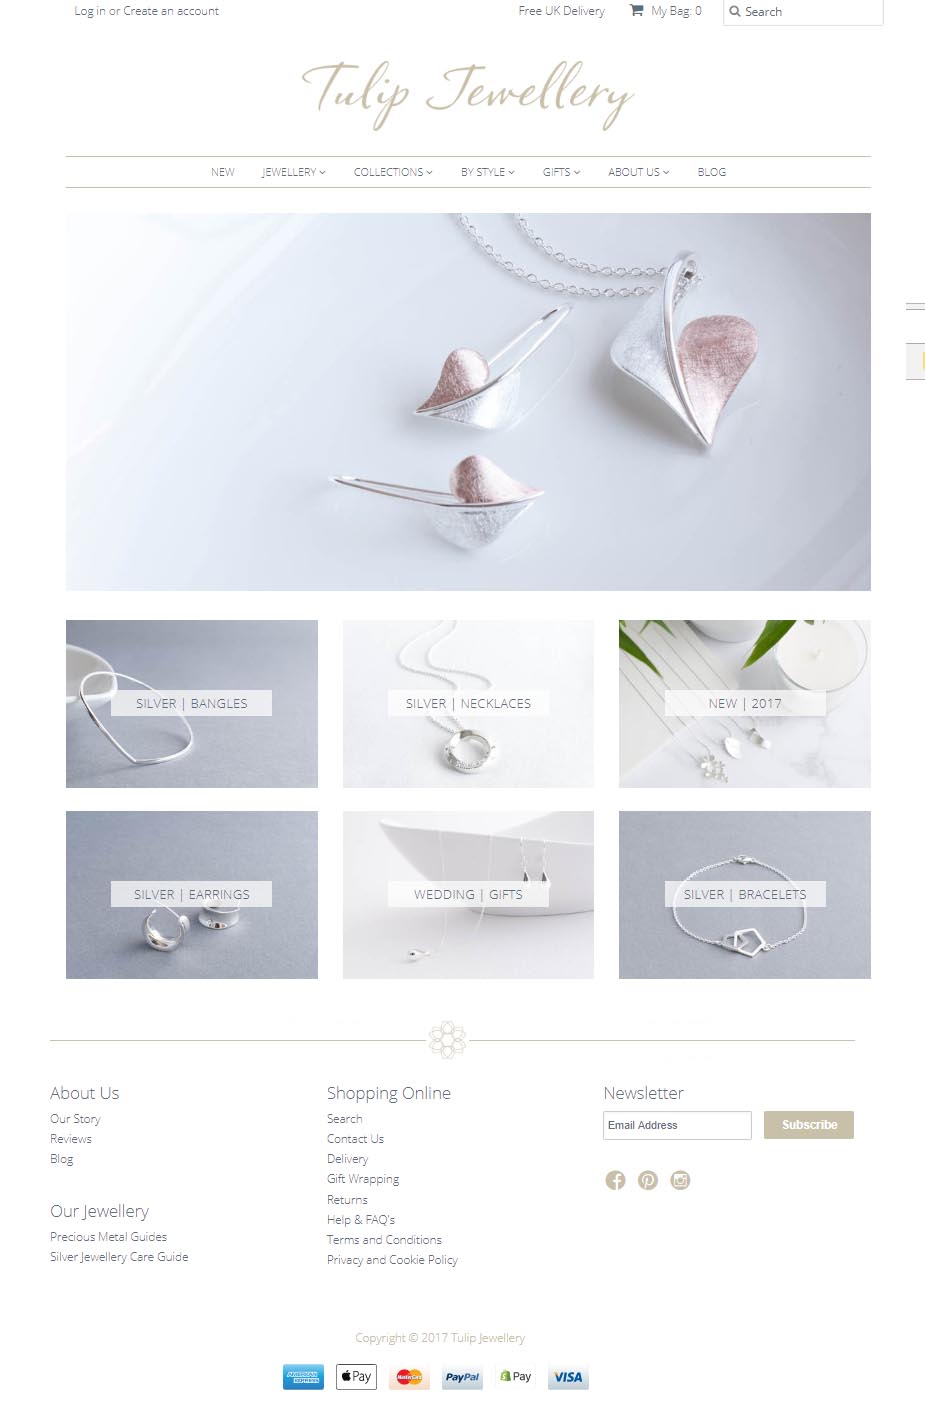 Log in or Create an account
Free UK Delivery
My Bag: 0
Search
Tulip Jewellery
NEW JEWELLERY COLLECTIONS BY STYLE GIFTS ABOUT US BLOG
SILVER | BANGLES
SILVER | NECKLACES
NEW | 2017
SILVER | EARRINGS
WEDDING | GIFTS
SILVER | BRACELETS
About Us
Our Story
Reviews
Blog
Our Jewellery
Precious Metal Guides
Silver Jewellery Care Guide
Shopping Online
Search
Contact Us
Delivery
Gift Wrapping
Returns
Help & FAQ's
Terms and Conditions
Privacy and Cookie Policy
Newsletter
Email Address
Subscribe
Copyright © 2017 Tulip Jewellery
AMERICAN EXPRESS
Pay
MasterCard
PayPal
Pay
VISA